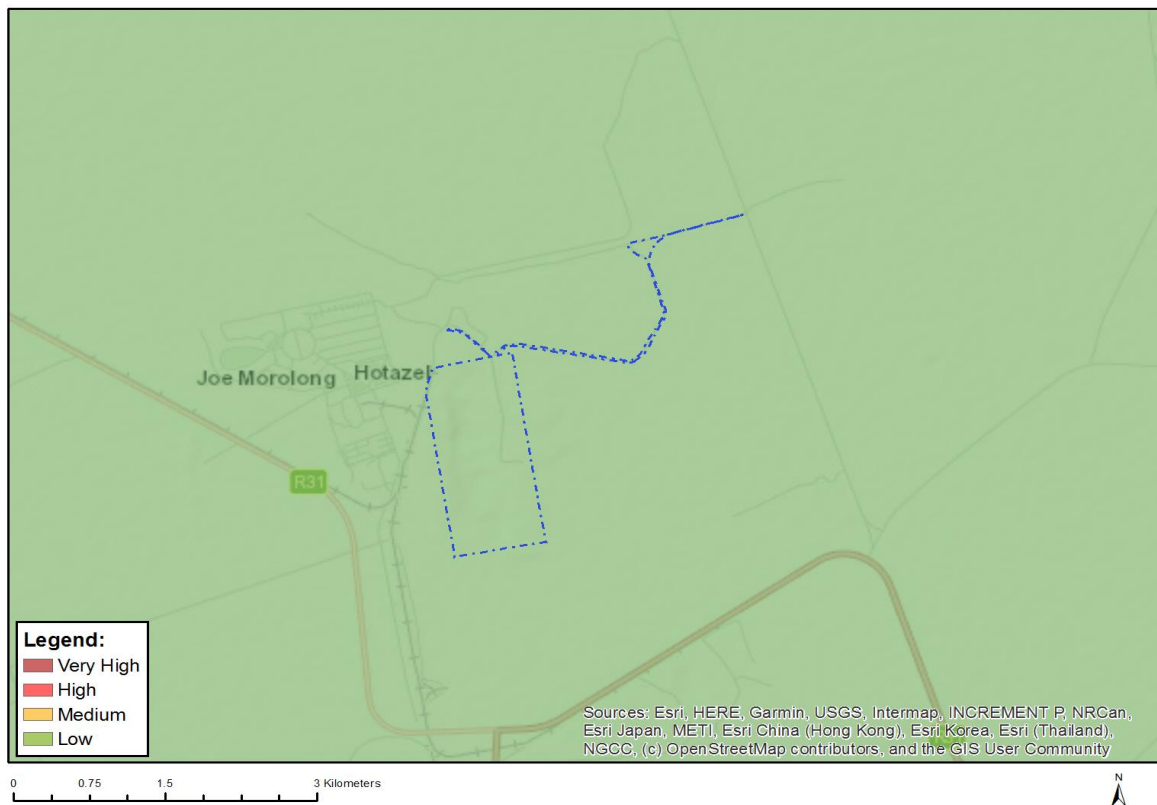 Joe Morolong
Hotazel
R31
Legend:
Very High
High
Medium
Low
Sources: Esri, HERE, Garmin, USGS, Intermap, INCREMENT P, NRCan,
Esri Japan, METI, Esri China (Hong Kong), Esri Korea, Esri (Thailand),
NGCC, (c) OpenStreetMap contributors, and the GIS User Community
0 0.75 1.5 3 Kilometers
N